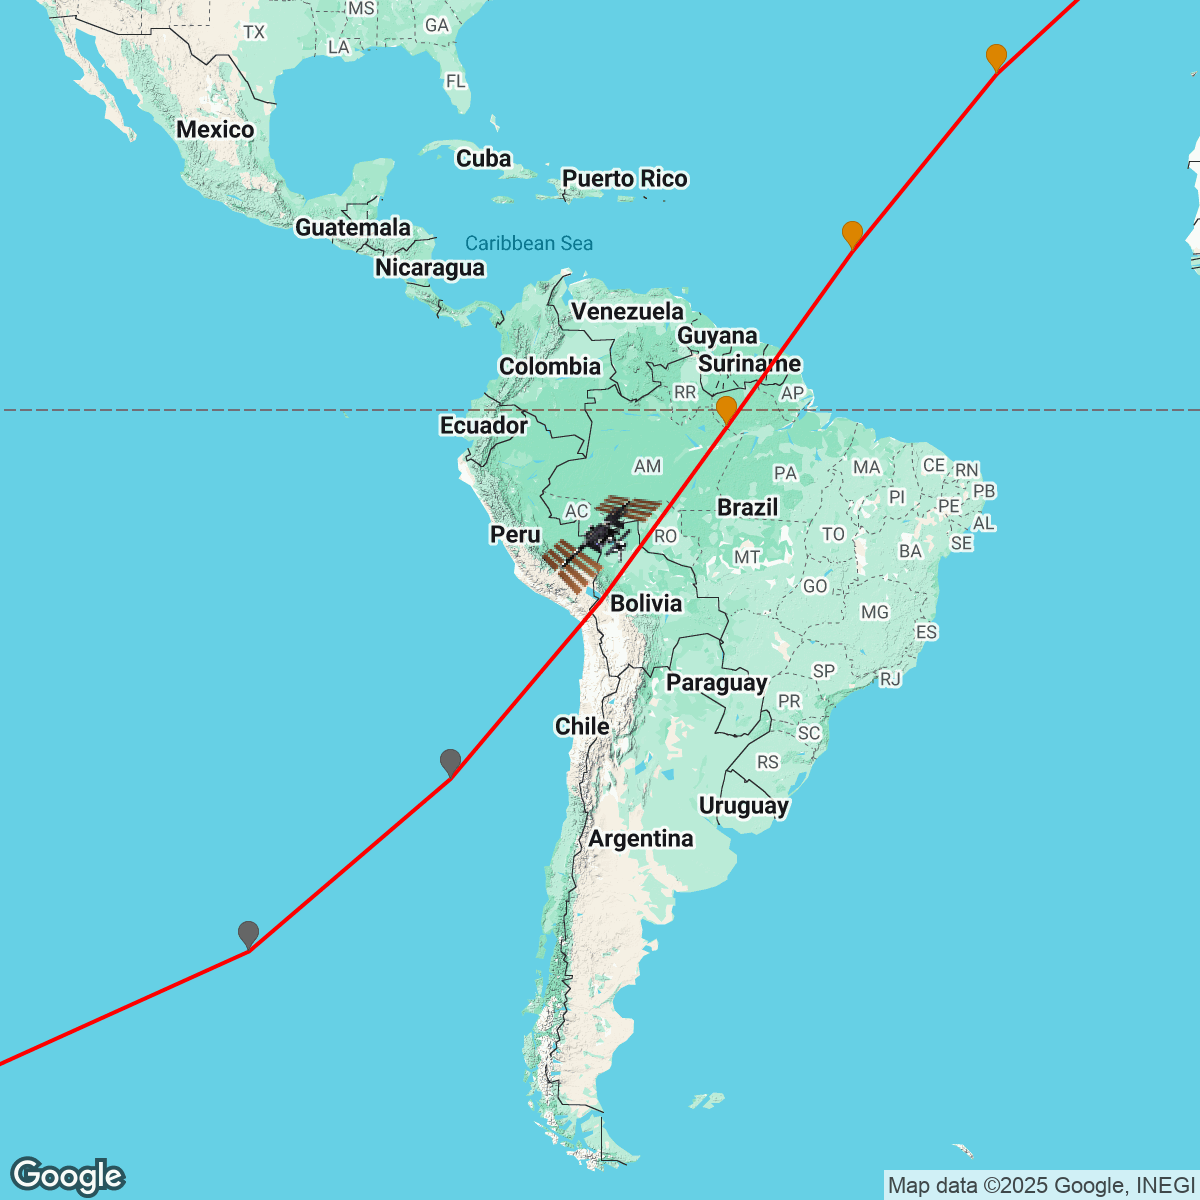 MS
GA
TX
LA
FL
Mexico
Cuba
Puerto Rico
Guatemala
Caribbean Sea
Nicaragua
Venezuela
Guyana
Suriname
Colombia
RR
AP
Ecuador
AM
PA
MA
CE
RN
PI
PB
PE
AC
Brazil
AL
Peru
RO
TO
SE
MT
BA
GO
Bolivia
MG
ES
SP
RJ
Paraguay
PR
Chile
SC
RS
Uruguay
Argentina
Google
Map data ©2025 Google, INEGI